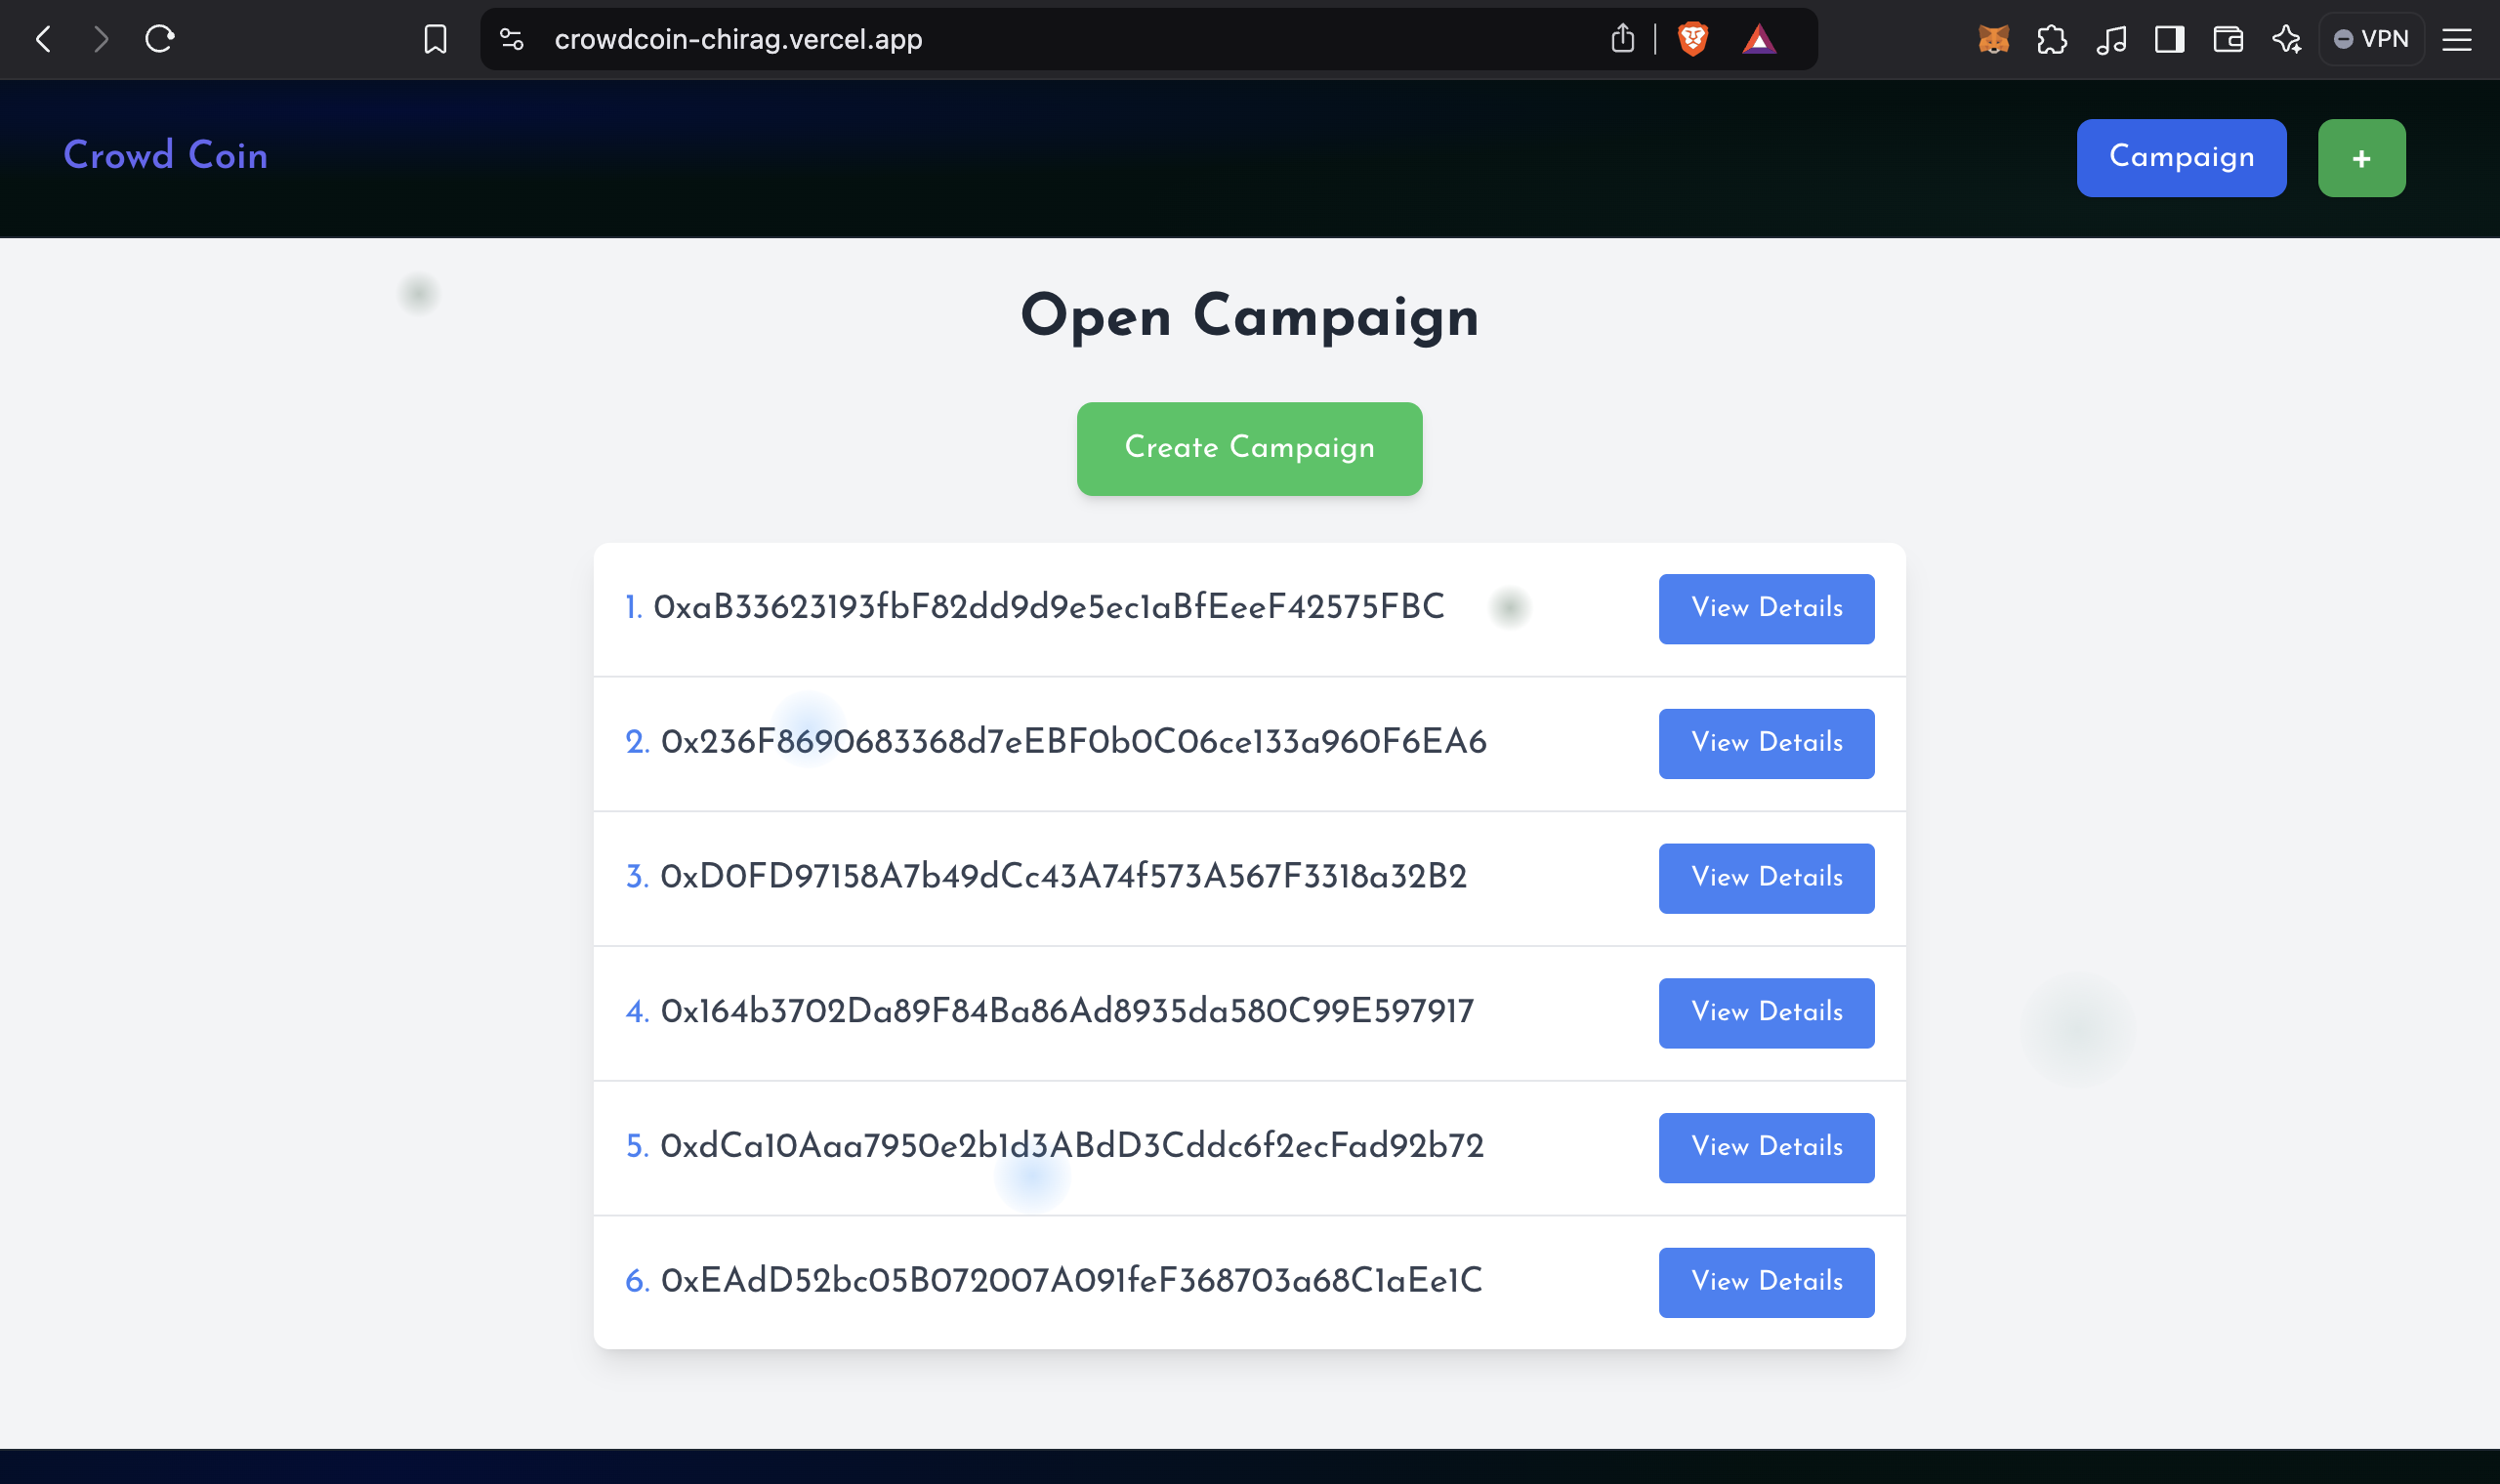 crowdcoin-chirag.vercel.app
VPN
Crowd Coin
Campaign
+
Open Campaign
Create Campaign
1. 0xaB33623193fbF82dd9d9e5ec1aBfEeeF42575FBC
View Details
2. 0x236F8690683368d7eEBF0b0C06ce133a960F6EA6
View Details
3. 0xD0FD97158A7b49dCc43A74f573A567F3318a32B2
View Details
4. 0x164b3702Da89F84Ba86Ad8935da580C99E597917
View Details
5. 0xdCa10Aaa7950e2b1d3ABdD3Cddc6f2ecFad92b72
View Details
6. 0xEAdD52bc05B072007A091feF368703a68C1aEe1C
View Details